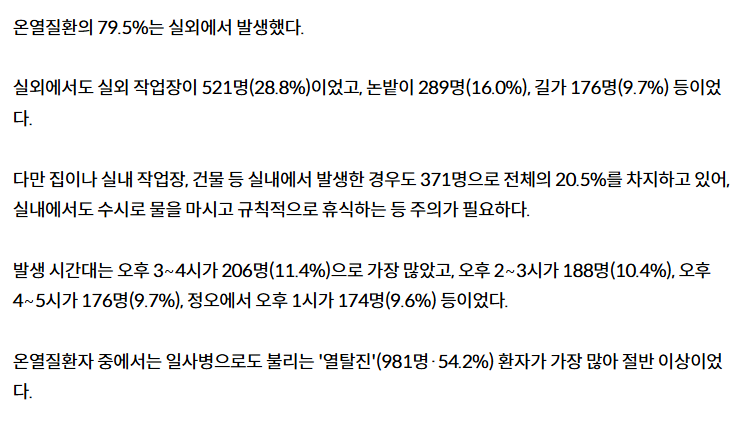 온열질환의 79.5%는 실외에서 발생했다.
실외에서도 실외 작업장이 521명(28.8%)이었고, 논밭이 289명(16.0%), 길가 176명(9.7%) 등이었
다.
다만 집이나 실내 작업장, 건물 등 실내에서 발생한 경우도 371명으로 전체의 20.5%를 차지하고 있어,
실내에서도 수시로 물을 마시고 규칙적으로 휴식하는 등 주의가 필요하다.
발생 시간대는 오후 3~4시가 206명(11.4%)으로 가장 많았고, 오후 2~3시가 188명(10.4%), 오후
4~5시가 176명(9.7%), 정오에서 오후 1시가 174명(9.6%) 등이었다.
온열질환자 중에서는 일사병으로도 불리는 '열탈진'(981명·54.2%) 환자가 가장 많아 절반 이상이었
다.